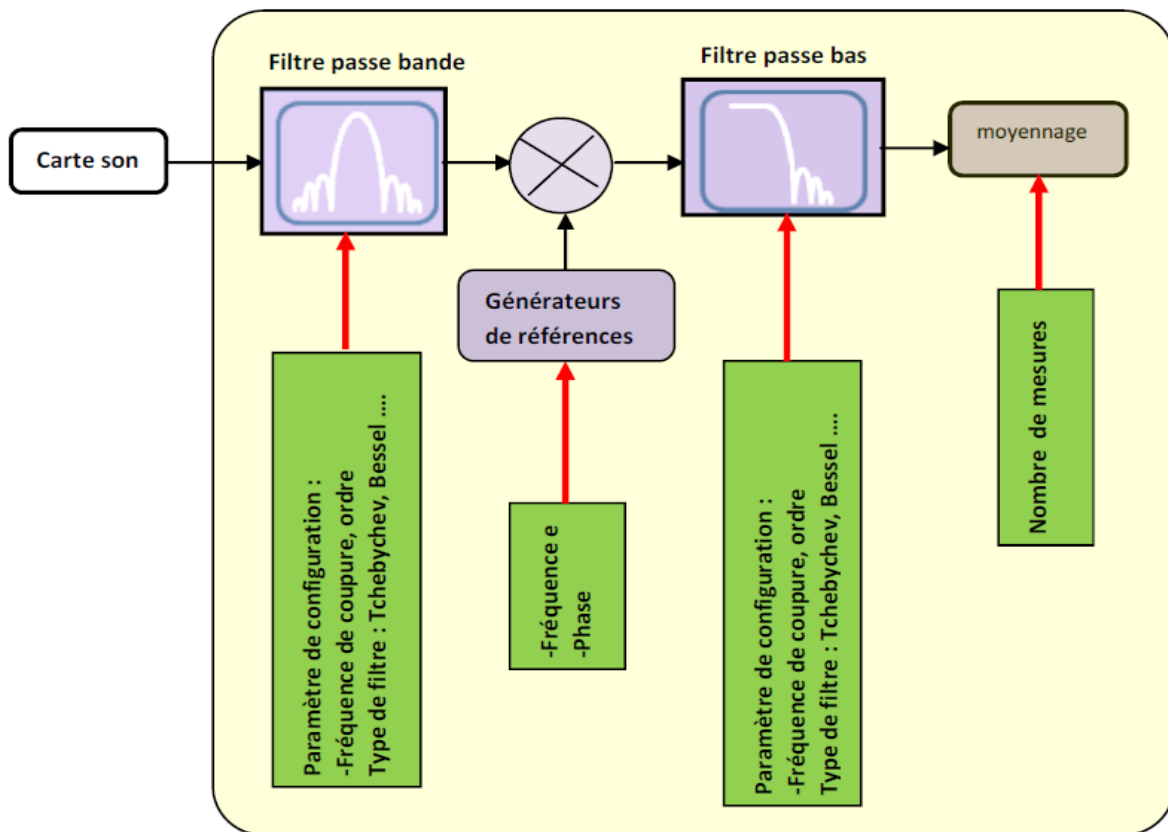 Filtre passe bande
Filtre passe bas
Carte son
moyennage
Générateurs
de références
Paramètre de configuration :
-Fréquence de coupure, ordre
Type de filtre : Tchebychev, Bessel ....
-Fréquence e
-Phase
Paramètre de configuration :
-Fréquence de coupure, ordre
Type de filtre : Tchebychev, Bessel ....
Nombre de mesures